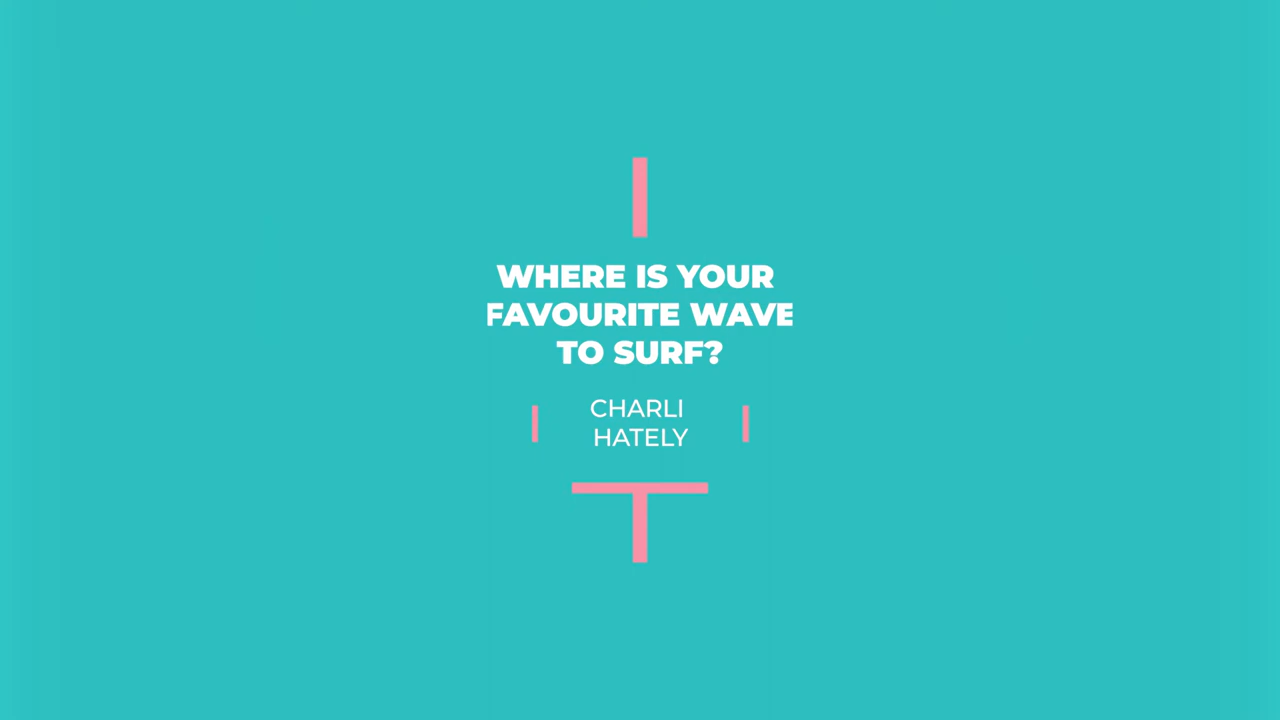 WHERE IS YOUR
FAVOURITE WAVE
TO SURF?
CHARLI
HATELY